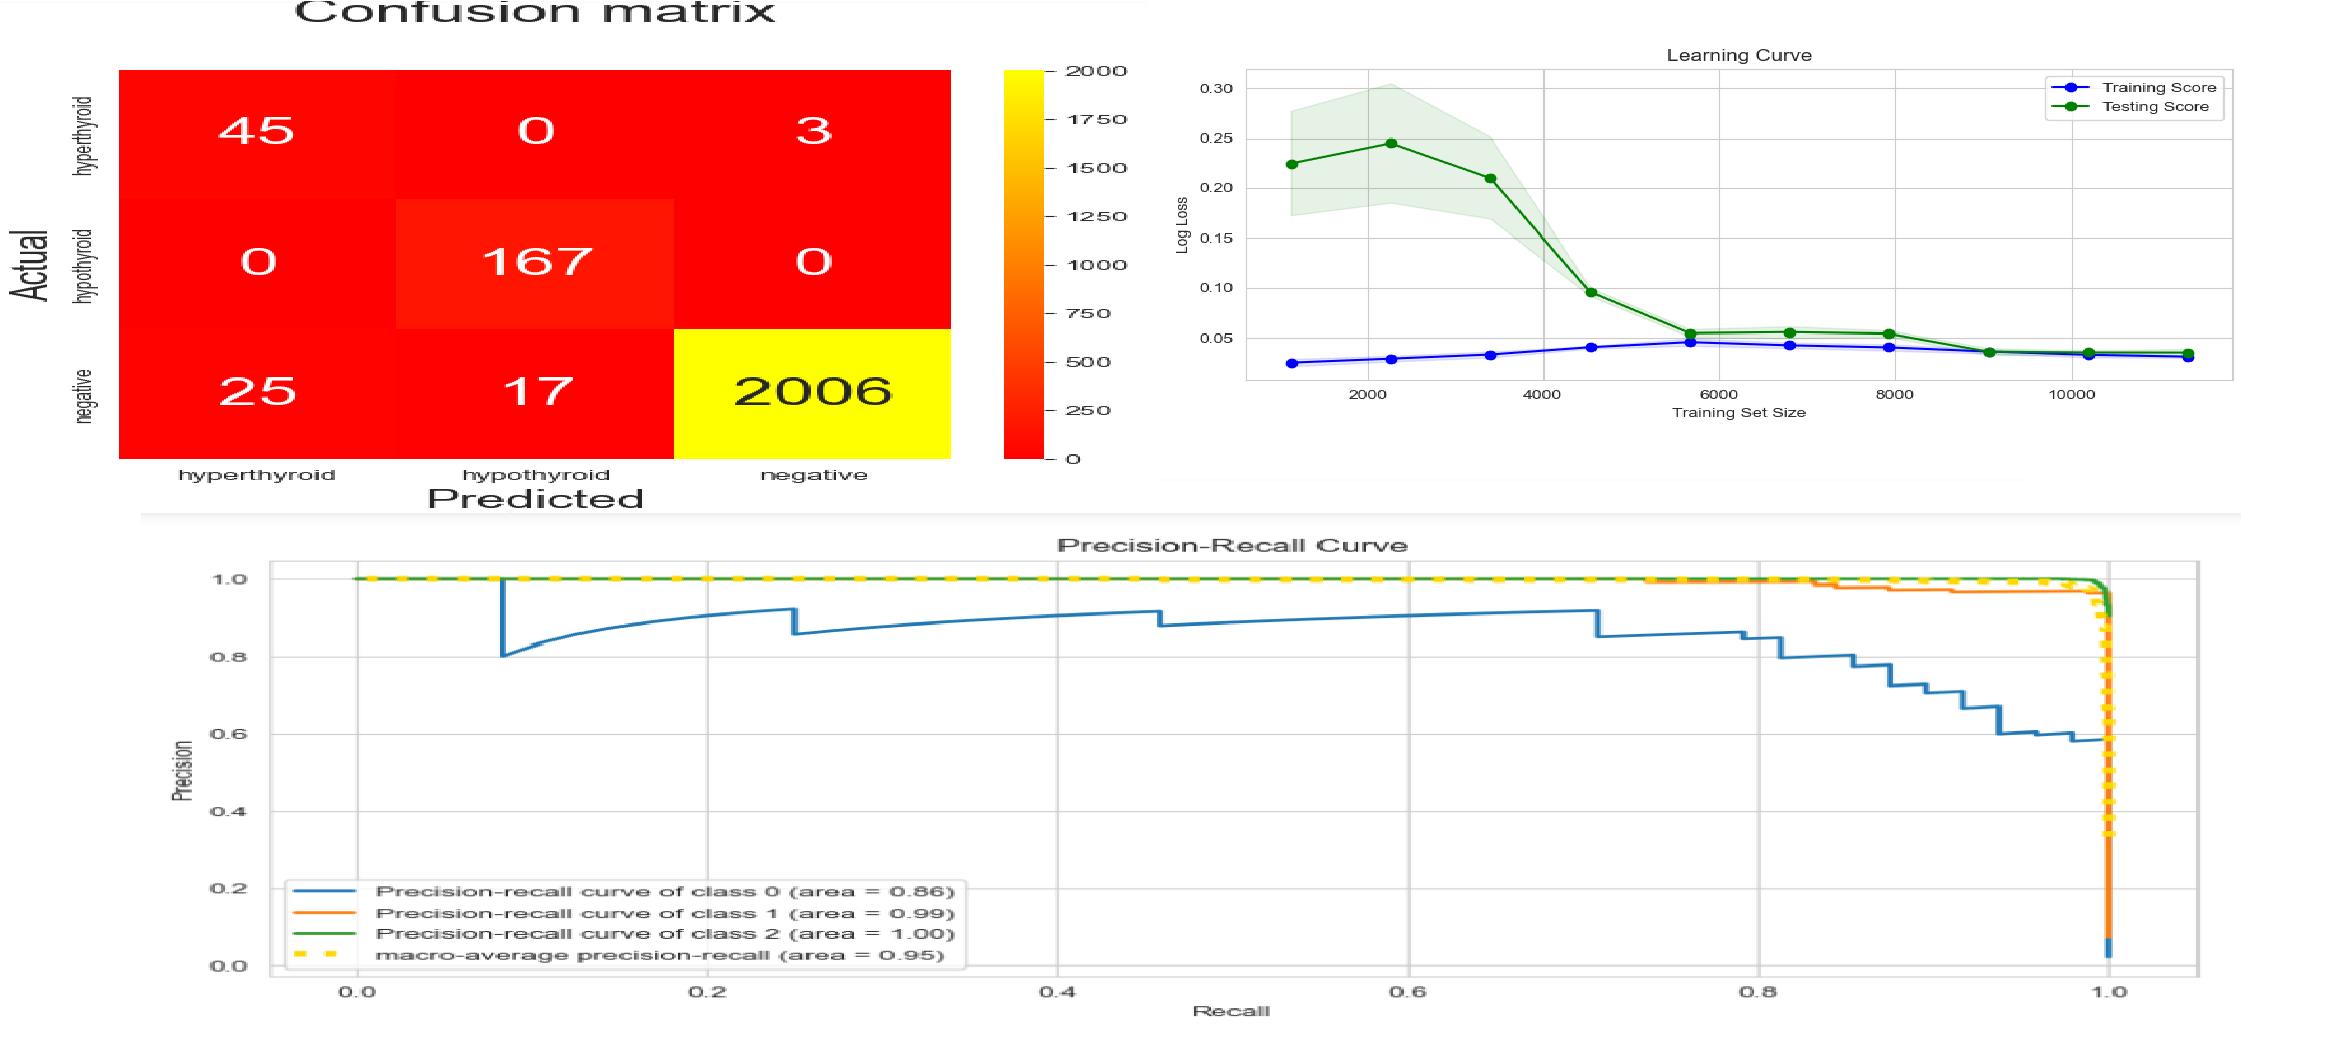 Confusion matrix
Actual
hyperthyroid
hypothyroid
negative
45 0 3
0 167 0
25 17 2006
hyperthyroid hypothyroid negative
Predicted
2000
1750
1500
1250
1000
750
500
250
0
Learning Curve
Training Score
Testing Score
Log Loss
0.30
0.25
0.20
0.15
0.10
0.05
2000 4000 6000 8000 10000
Training Set Size
Precision-Recall Curve
Precision
1.0
0.8
0.6
0.4
0.2
0.0
Precision-recall curve of class 0 (area = 0.86)
Precision-recall curve of class 1 (area = 0.99)
Precision-recall curve of class 2 (area = 1.00)
macro-average precision-recall (area = 0.95)
0.0 0.2 0.4 0.6 0.8 1.0
Recall